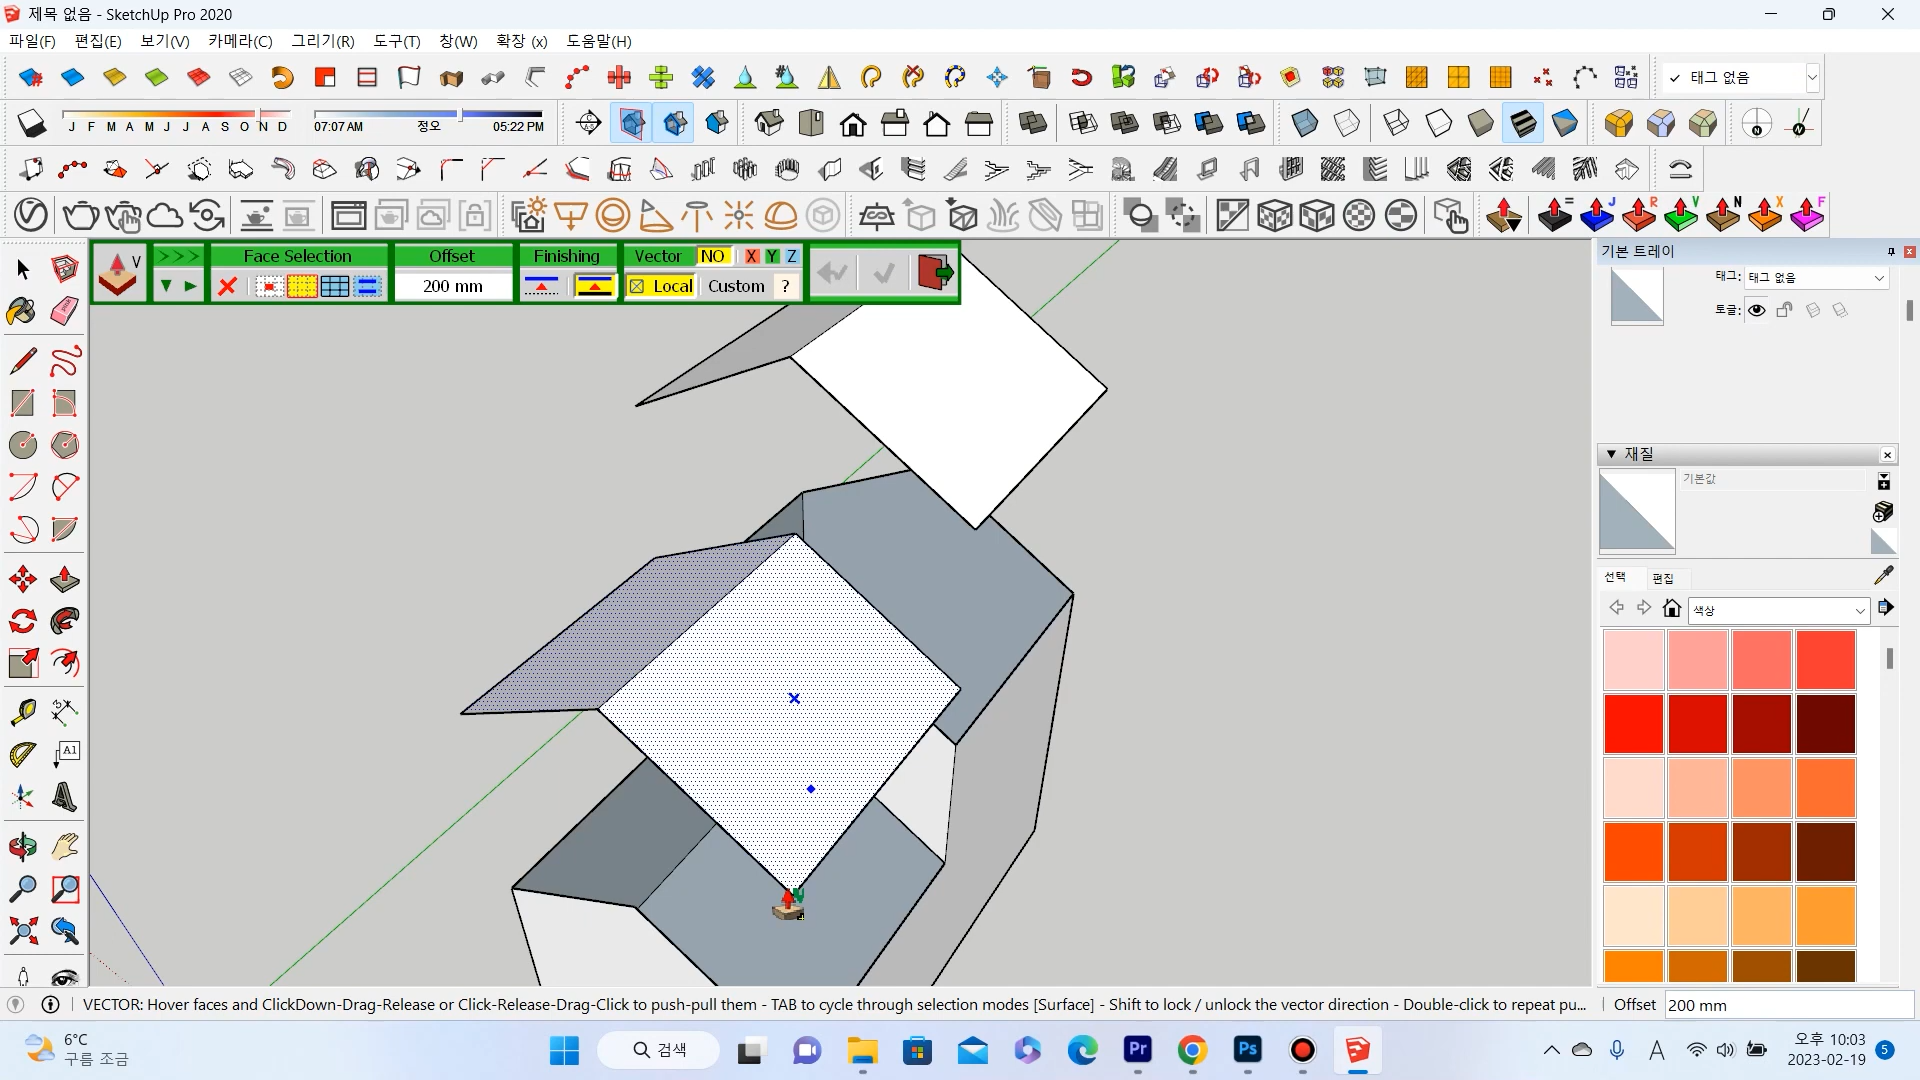 제목 없음 - SketchUp Pro 2020
파일(F) 편집(E) 보기(V) 카메라(C) 그리기(R) 도구(T) 창(W) 확장 (x) 도움말(H)
태그 없음
J F M A M J J A S O N D 07:07 AM 정오 05:22 PM
= J R V N X F
V >>> Face Selection Offset Finishing Vector NO X Y Z
200 mm Local Custom ?
기본 트레이
태그: 태그 없음
토글:
재질
기본값
선택 편집
색상
A1
VECTOR: Hover faces and ClickDown-Drag-Release or Click-Release-Drag-Click to push-pull them - TAB to cycle through selection modes [Surface] - Shift to lock / unlock the vector direction - Double-click to repeat pu... Offset 200 mm
6°C
구름 조금
검색
Pr
Ps
A
오후 10:03
2023-02-19
5